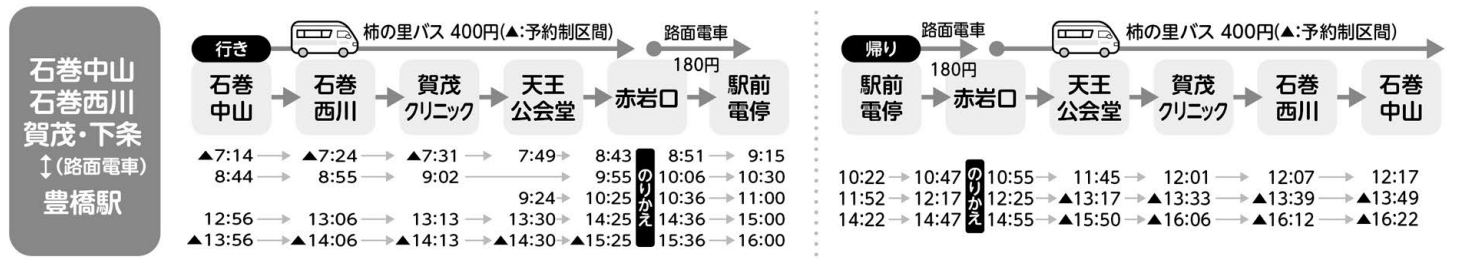 石巻中山
石巻西川
賀茂・下条
↕(路面電車)
豊橋駅
行き
柿の里バス 400円(▲:予約制区間)
路面電車
180円
石巻中山 → 石巻西川 → 賀茂クリニック → 天王公会堂 → 赤岩口 → 駅前電停
▲7:14 → ▲7:24 → ▲7:31 7:49 → 8:43 8:51 → 9:15
8:44 → 8:55 → 9:02 → 9:55 10:06 → 10:30
9:24 → 10:25 10:36 → 11:00
12:56 → 13:06 → 13:13 → 13:30 → 14:25 14:36 → 15:00
▲13:56 → ▲14:06 → ▲14:13 → ▲14:30 → ▲15:25 15:36 → 16:00
のりかえ
帰り
路面電車
180円
柿の里バス 400円(▲:予約制区間)
駅前電停 → 赤岩口 → 天王公会堂 → 賀茂クリニック → 石巻西川 → 石巻中山
10:22 → 10:47 10:55 → 11:45 → 12:01 → 12:07 → 12:17
11:52 → 12:17 12:25 → ▲13:17 → ▲13:33 → ▲13:39 → ▲13:49
14:22 → 14:47 14:55 → ▲15:50 → ▲16:06 → ▲16:12 → ▲16:22
のりかえ